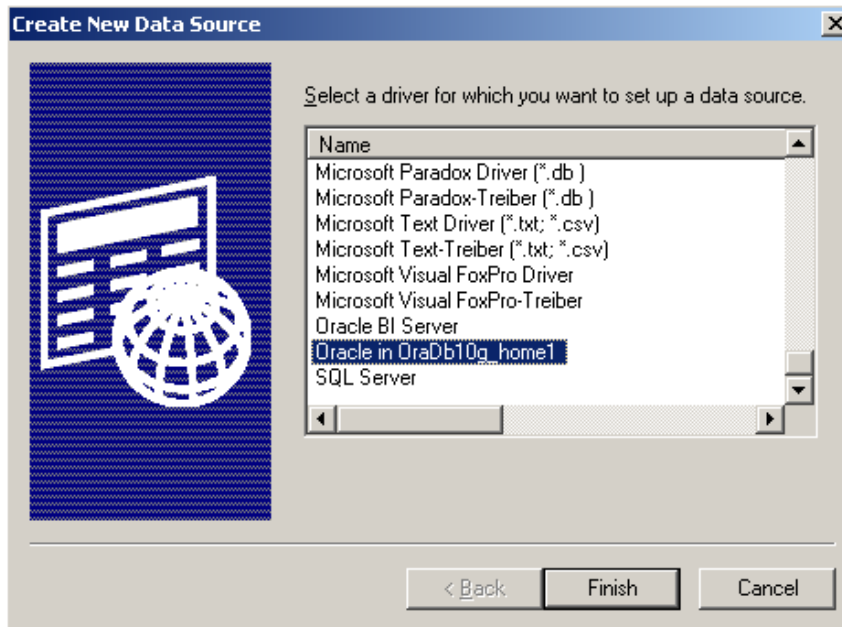 Create New Data Source
Select a driver for which you want to set up a data source.
Name
Microsoft Paradox Driver (*.db )
Microsoft Paradox-Treiber (*.db )
Microsoft Text Driver (*.txt; *.csv)
Microsoft Text-Treiber (*.txt; *.csv)
Microsoft Visual FoxPro Driver
Microsoft Visual FoxPro-Treiber
Oracle BI Server
Oracle in OraDb10g_home1
SQL Server
< Back Finish Cancel